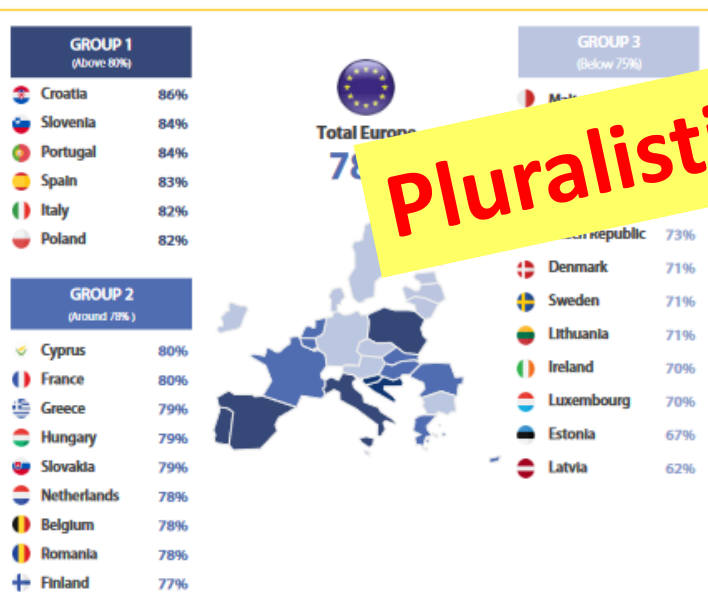 GROUP 1
(Above 80%)
Croatia 86%
Slovenia 84%
Portugal 84%
Spain 83%
Italy 82%
Poland 82%
GROUP 2
(Around 78% )
Cyprus 80%
France 80%
Greece 79%
Hungary 79%
Slovakia 79%
Netherlands 78%
Belgium 78%
Romania 78%
Finland 77%
Total Europe
GROUP 3
(Below 75%)
Republic 73%
Denmark 71%
Sweden 71%
Lithuania 71%
Ireland 70%
Luxembourg 70%
Estonia 67%
Latvia 62%